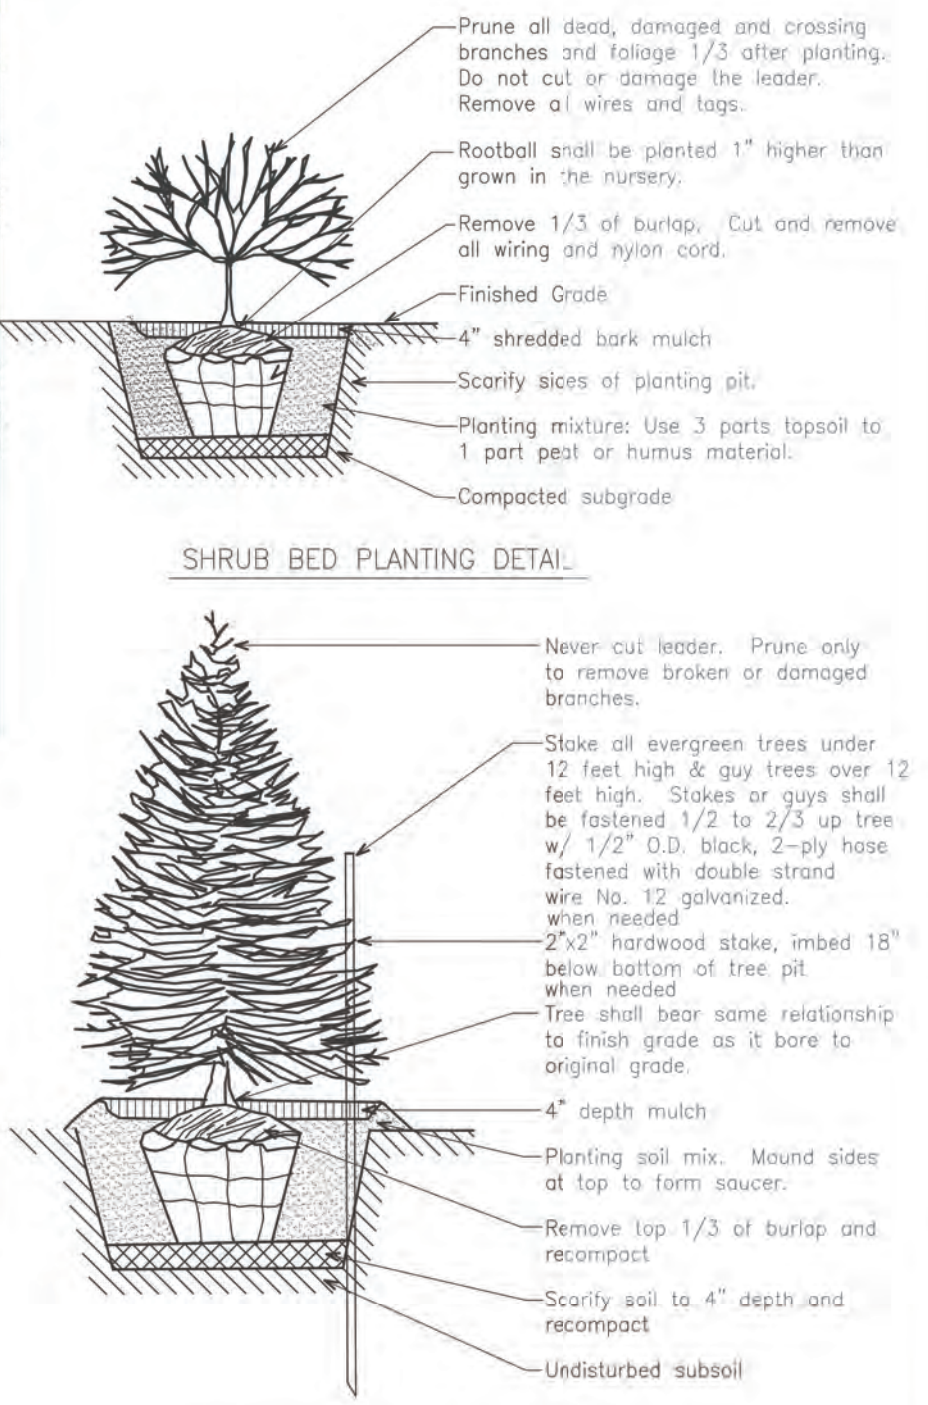 Prune all dead, damaged and crossing
branches and foliage 1/3 after planting.
Do not cut or damage the leader.
Remove al wires and tags.
Rootball shall be planted 1" higher than
grown in the nursery.
Remove 1/3 of burlap. Cut and remove
all wiring and nylon cord.
Finished Grade
4" shredded bark mulch
Scarify sides of planting pit.
Planting mixture: Use 3 parts topsoil to
1 part peat or humus material.
Compacted subgrade
SHRUB BED PLANTING DETAIL
Never cut leader. Prune only
to remove broken or damaged
branches.
Stake all evergreen trees under
12 feet high & guy trees over 12
feet high. Stakes or guys shall
be fastened 1/2 to 2/3 up tree
w/ 1/2" O.D. black, 2-ply hose
fastened with double strand
wire No. 12 galvanized.
when needed
2"x2" hardwood stake, imbed 18"
below bottom of tree pit
when needed
Tree shall bear same relationship
to finish grade as it bore to
original grade.
4" depth mulch
Planting soil mix. Mound sides
at top to form saucer.
Remove top 1/3 of burlap and
recompact
Scarify soil to 4" depth and
recompact
Undisturbed subsoil